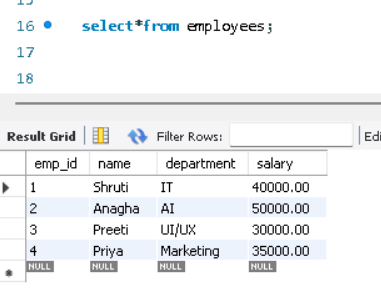 16 select*from employees;
17
18
Result Grid Filter Rows: Edi
emp_id name department salary
1 Shruti IT 40000.00
2 Anagha AI 50000.00
3 Preeti UI/UX 30000.00
4 Priya Marketing 35000.00
NULL NULL NULL NULL